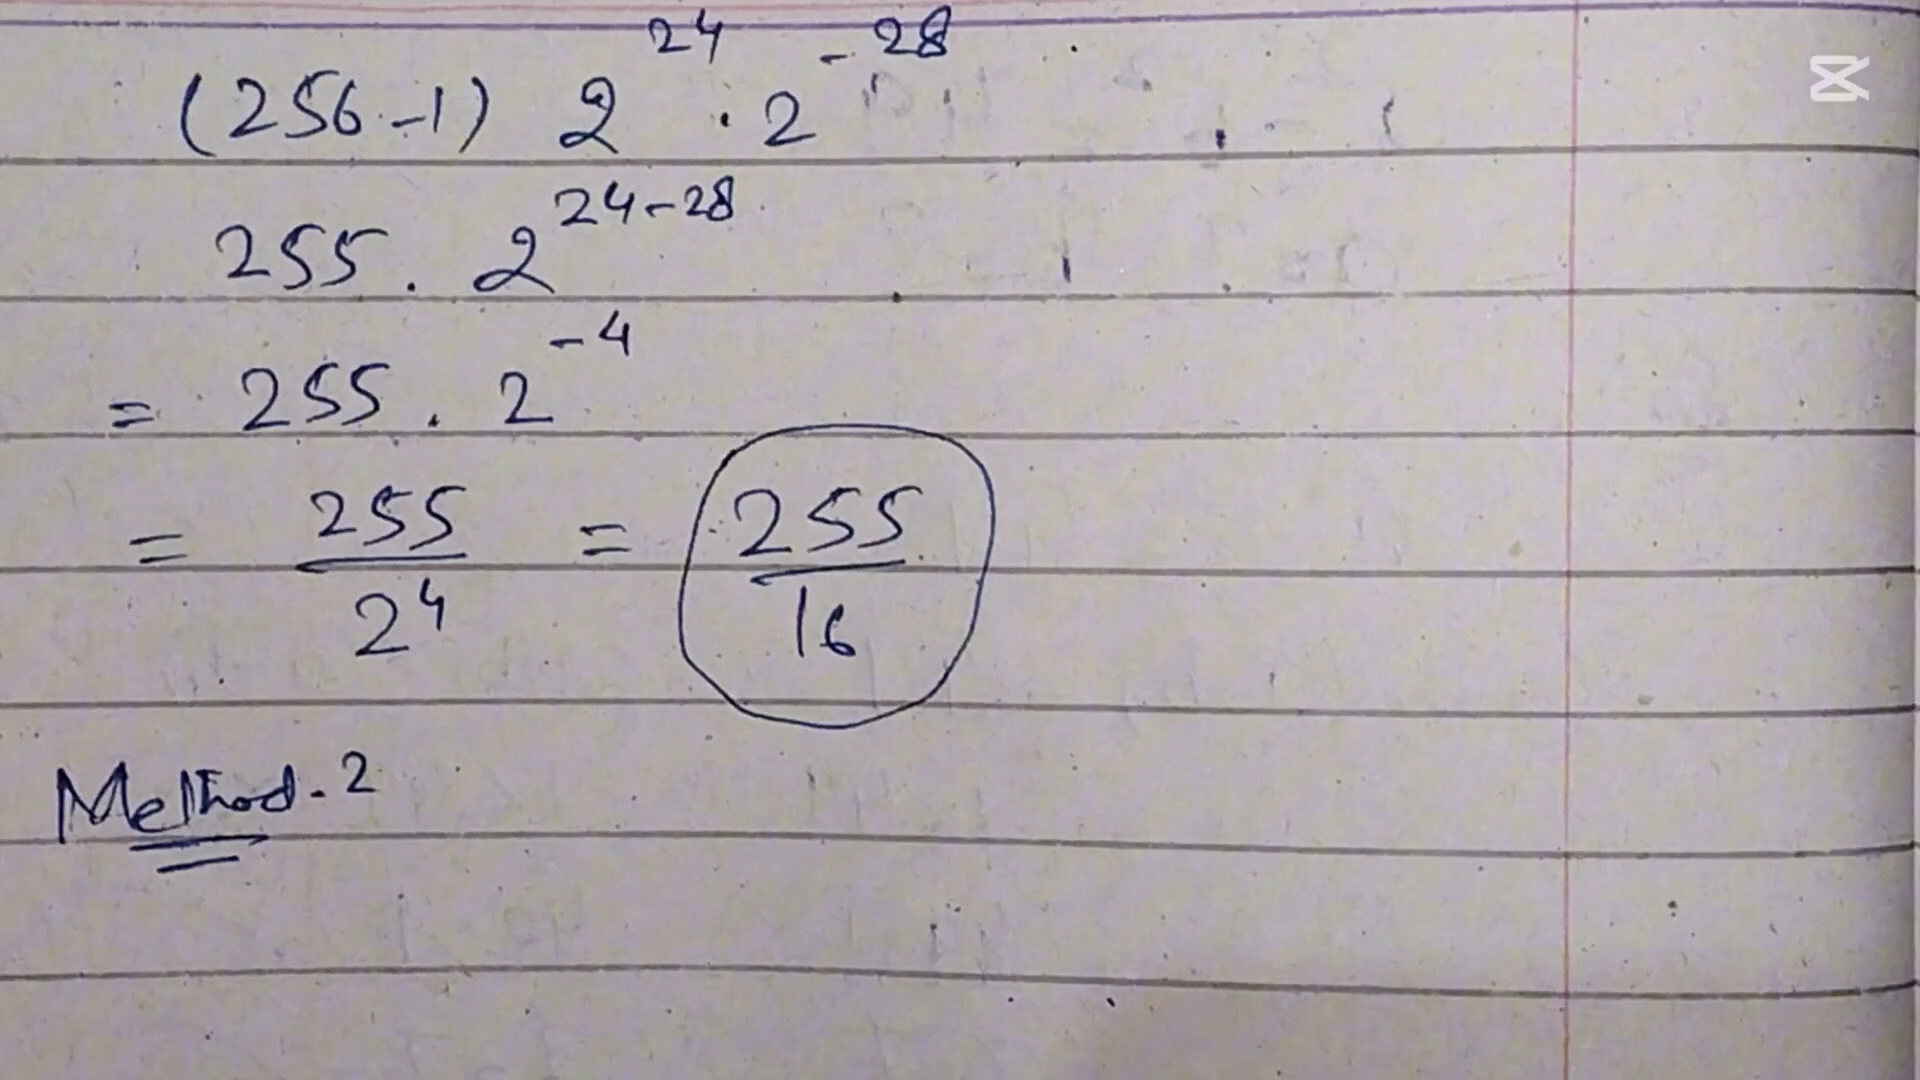 (256-1) 2^24 . 2^-28
255 . 2^24-28
= 255 . 2^-4
= 255/2^4 = 255/16
Method-2